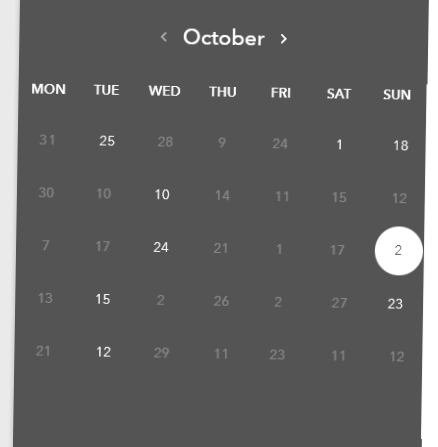 < October >
MON TUE WED THU FRI SAT SUN
31 25 28 9 24 1 18
30 10 10 14 11 15 12
7 17 24 21 1 17 2
13 15 2 26 2 27 23
21 12 29 11 23 11 12